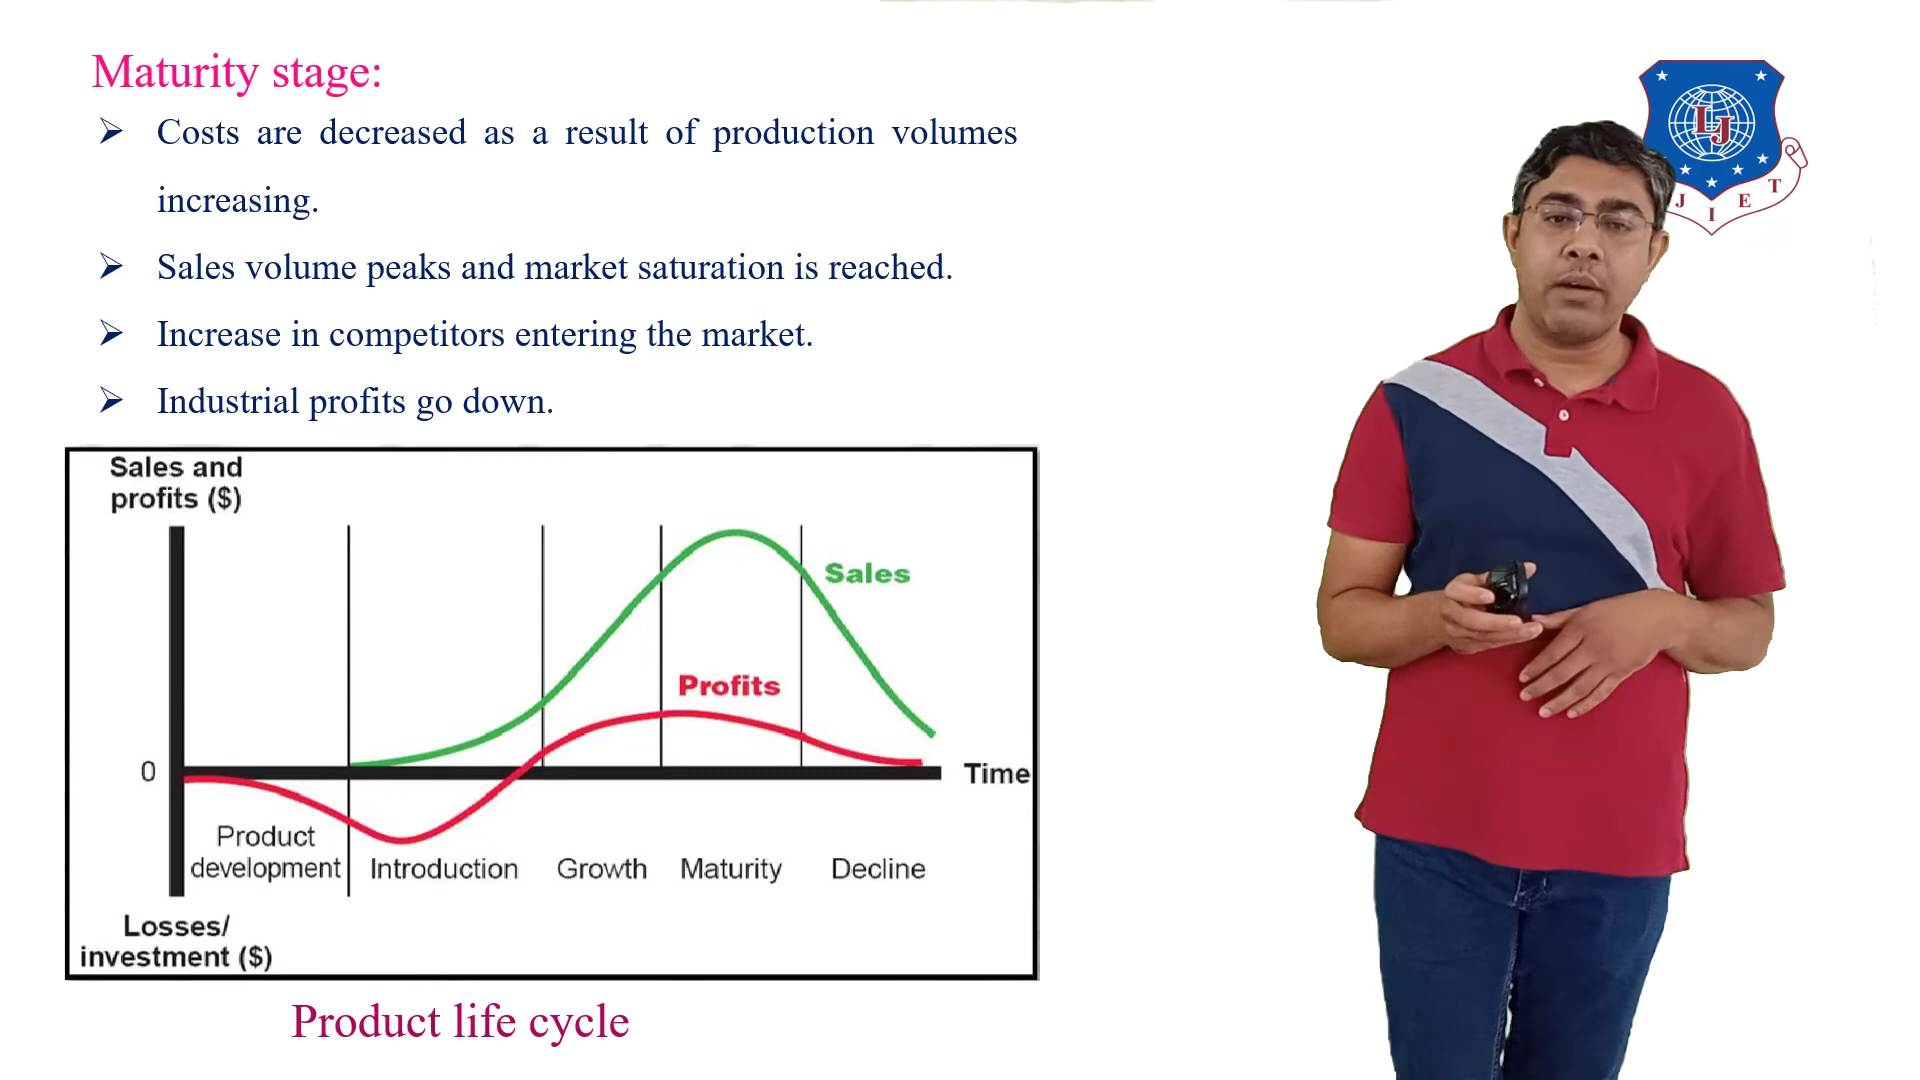 Maturity stage:
➢ Costs are decreased as a result of production volumes
increasing.
➢ Sales volume peaks and market saturation is reached.
➢ Increase in competitors entering the market.
➢ Industrial profits go down.
Sales and
profits ($)
Sales
Profits
0
Time
Product
development
Introduction
Growth
Maturity
Decline
Losses/
investment ($)
Product life cycle
LJ
J I E T